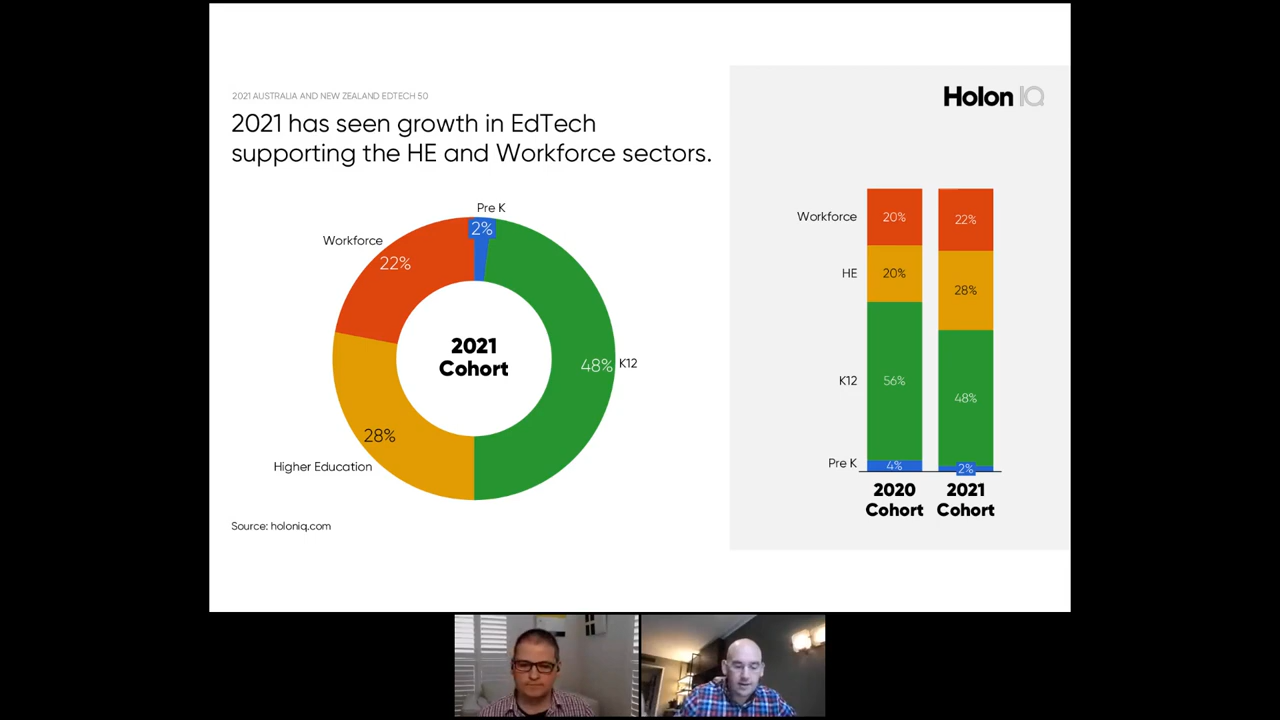 2021 AUSTRALIA AND NEW ZEALAND EDTECH 50
2021 has seen growth in EdTech
supporting the HE and Workforce sectors.
Pre K
2%
Workforce
22%
2021
Cohort
48% K12
28%
Higher Education
Source: holoniq.com
Holon IQ
Workforce 20% 22%
HE 20% 28%
K12 56% 48%
Pre K 4% 2%
2020 2021
Cohort Cohort